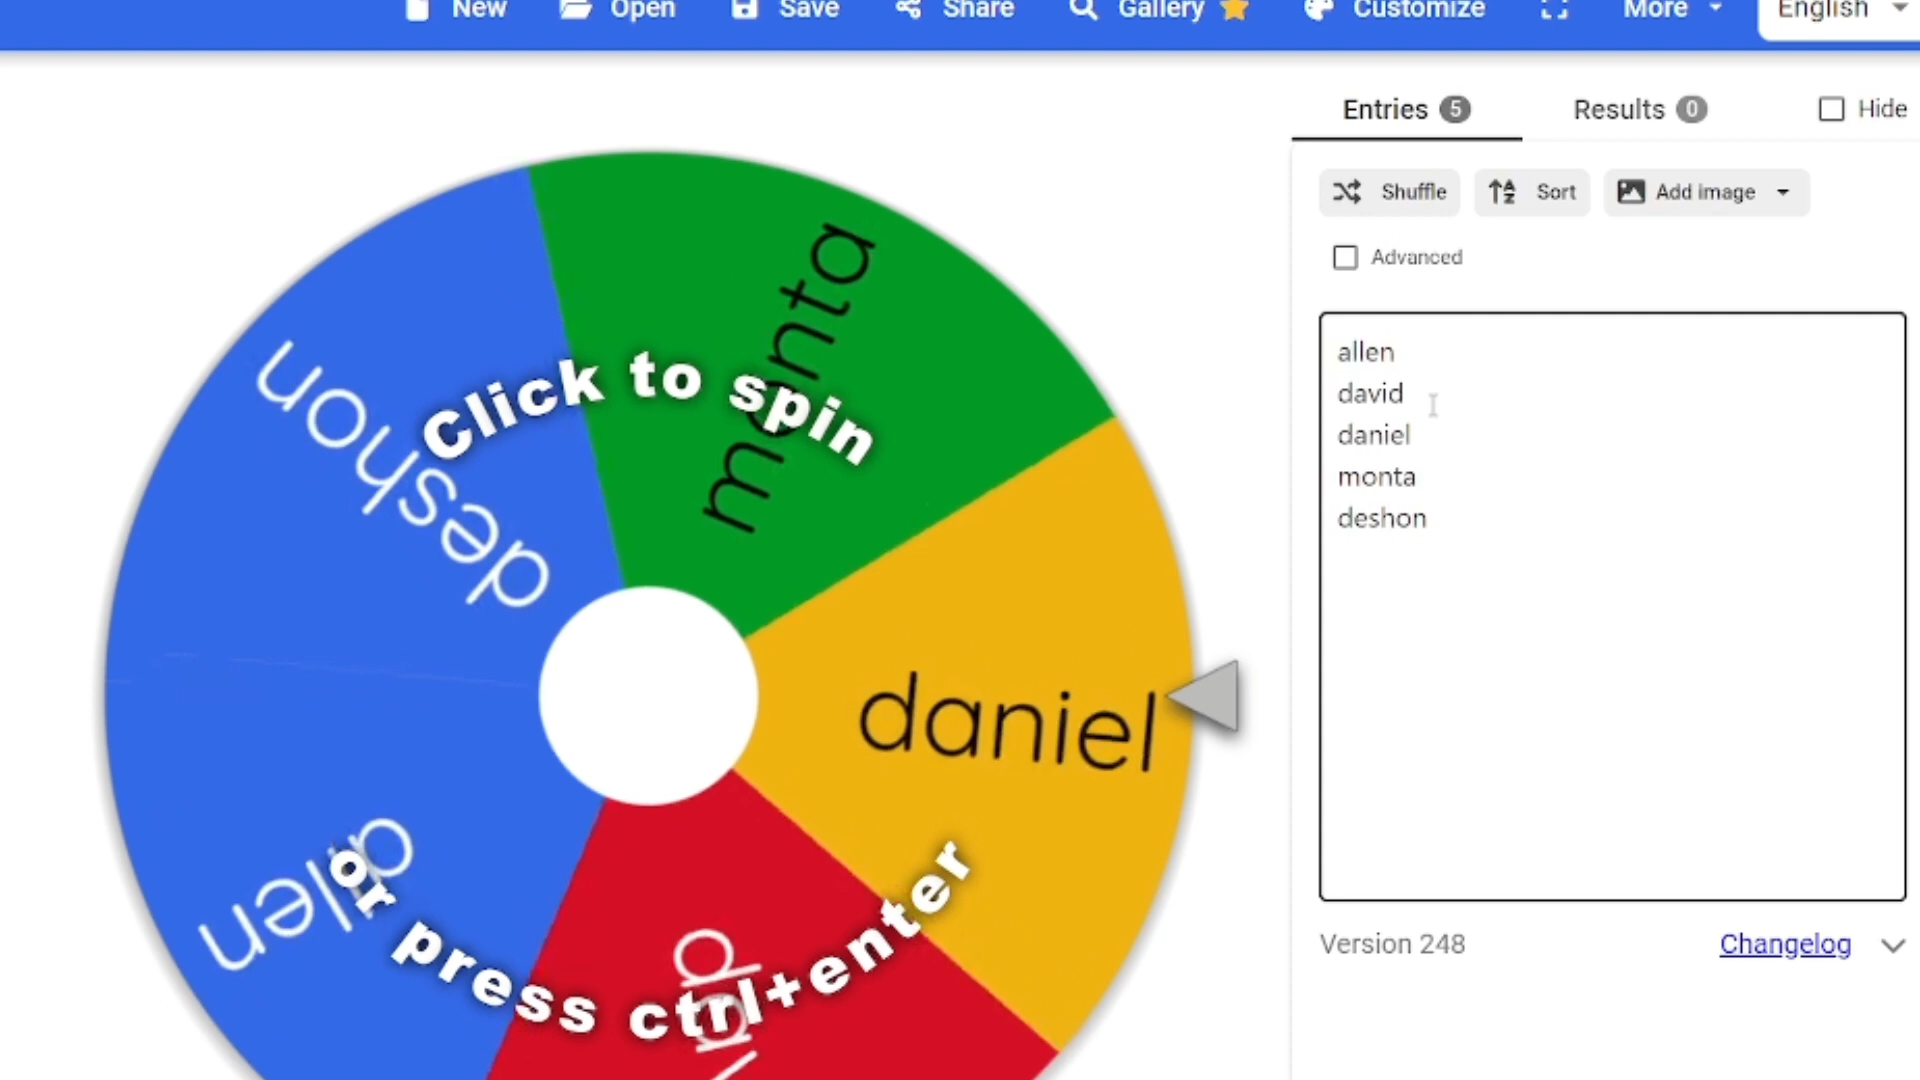 New Open Save Share Gallery Customize More English
Entries 5 Results 0 Hide
Shuffle Sort Add image
Advanced
allen
david
daniel
monta
deshon
Version 248 Changelog
Click to spin
or press ctrl+enter
monta
deshon
daniel
allen